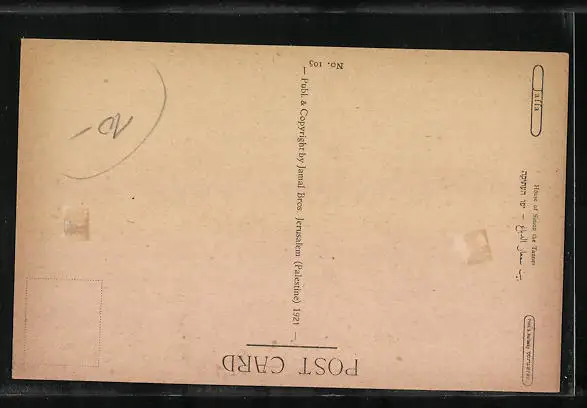 POST CARD
Jaffa
House of Simon the Tanner
بيت سمعان الدباغ
No. 105
— Publ. & Copyright by Jamal Bros. Jerusalem (Palestine) 1921 —